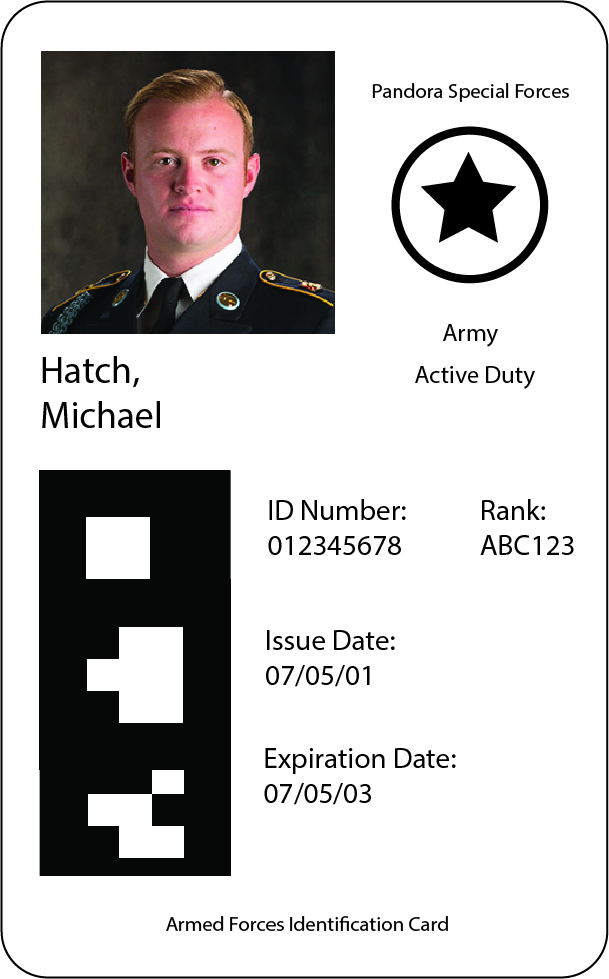 Pandora Special Forces
Army
Active Duty
Hatch,
Michael
ID Number:
012345678
Rank:
ABC123
Issue Date:
07/05/01
Expiration Date:
07/05/03
Armed Forces Identification Card